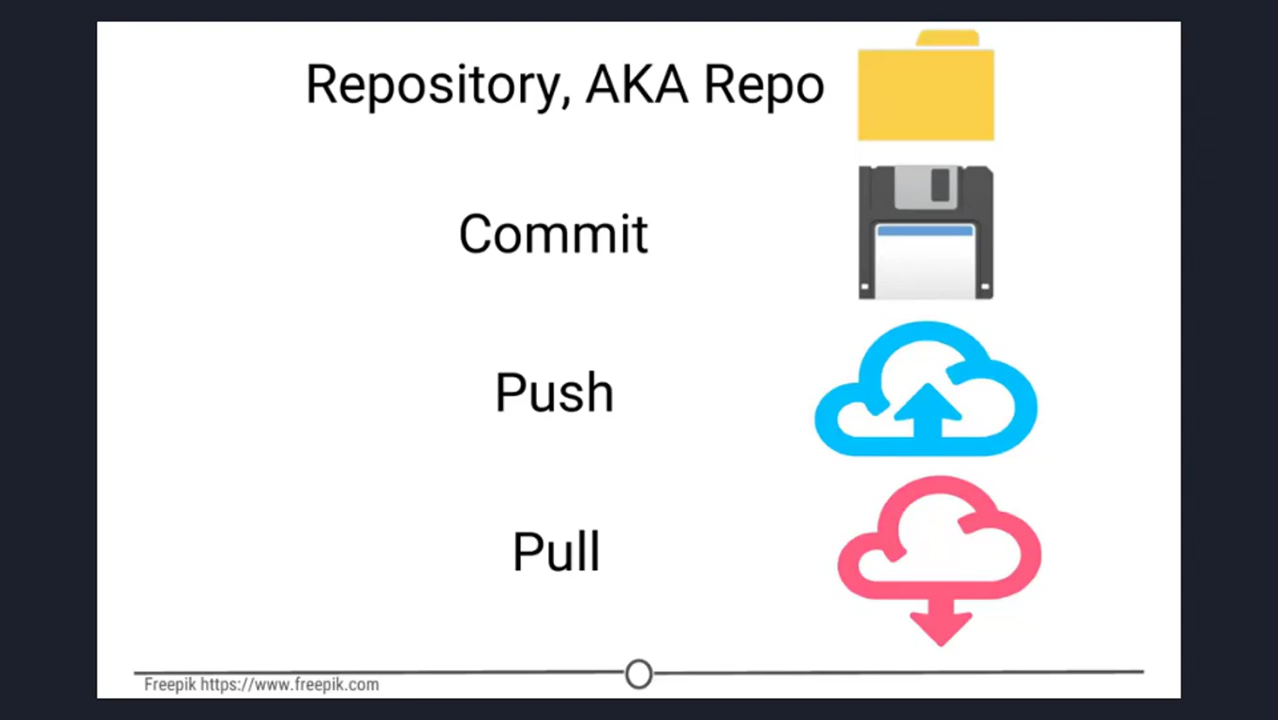 Repository, AKA Repo
Commit
Push
Pull
Freepik https://www.freepik.com